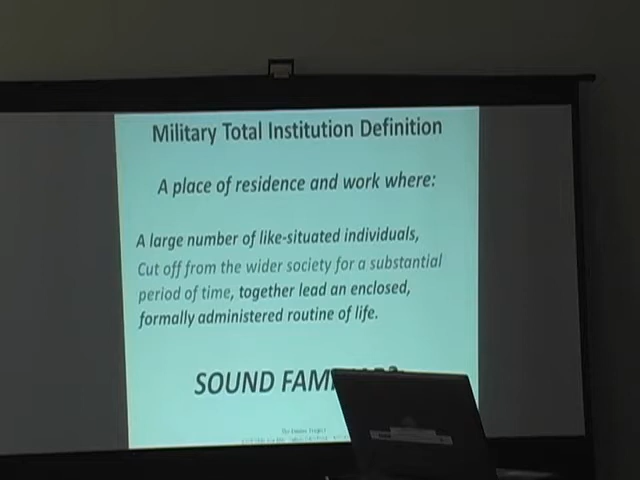 Military Total Institution Definition
A place of residence and work where:
A large number of like-situated individuals,
Cut off from the wider society for a substantial
period of time, together lead an enclosed,
formally administered routine of life.
SOUND FAM